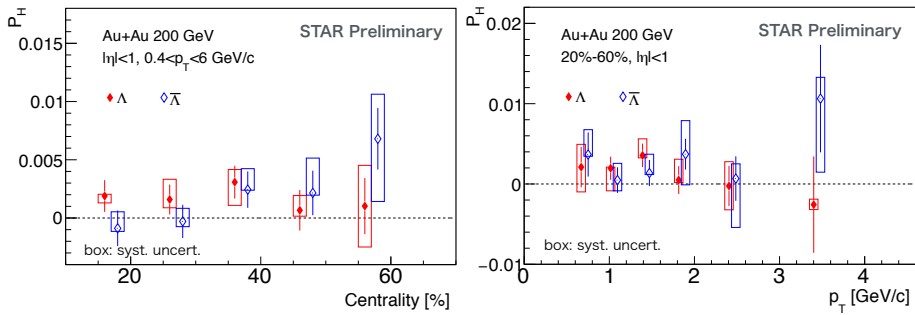 P_H
0.015
0.01
0.005
0
Au+Au 200 GeV
|η|<1, 0.4<p_T<6 GeV/c
STAR Preliminary
Λ
Λ̅
box: syst. uncert.
20 40 60
Centrality [%]
P_H
0.02
0.01
0
−0.01
Au+Au 200 GeV
20%-60%, |η|<1
STAR Preliminary
Λ
Λ̅
box: syst. uncert.
0 1 2 3 4
p_T [GeV/c]